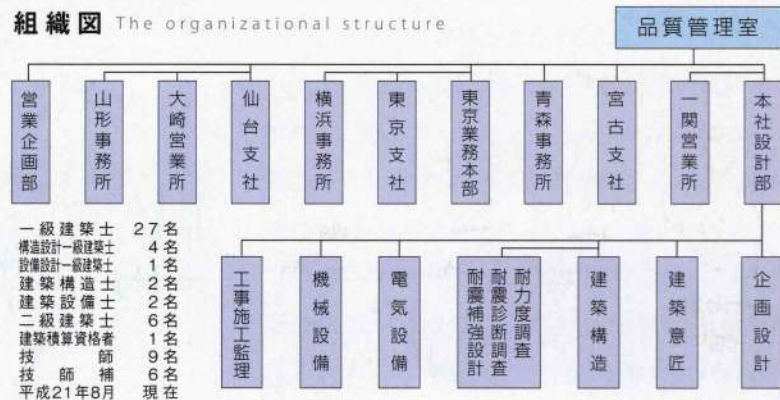 組織図 The organizational structure
品質管理室
営業企画部
山形事務所
大崎営業所
仙台支社
横浜事務所
東京支社
東京業務本部
青森事務所
宮古支社
一関営業所
本社設計部
一級建築士 27名
構造設計一級建築士 4名
設備設計一級建築士 1名
建築構造士 2名
建築設備士 2名
二級建築士 6名
建築積算資格者 1名
技師 9名
技師補 6名
平成21年8月 現在
工事施工監理
機械設備
電気設備
耐力度調査
耐震診断調査
耐震補強設計
建築構造
建築意匠
企画設計